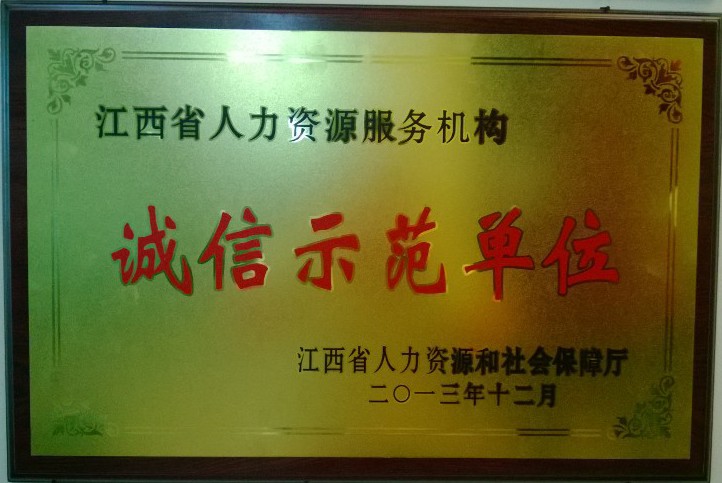 江西省人力资源服务机构
诚信示范单位
江西省人力资源和社会保障厅
二〇一三年十二月